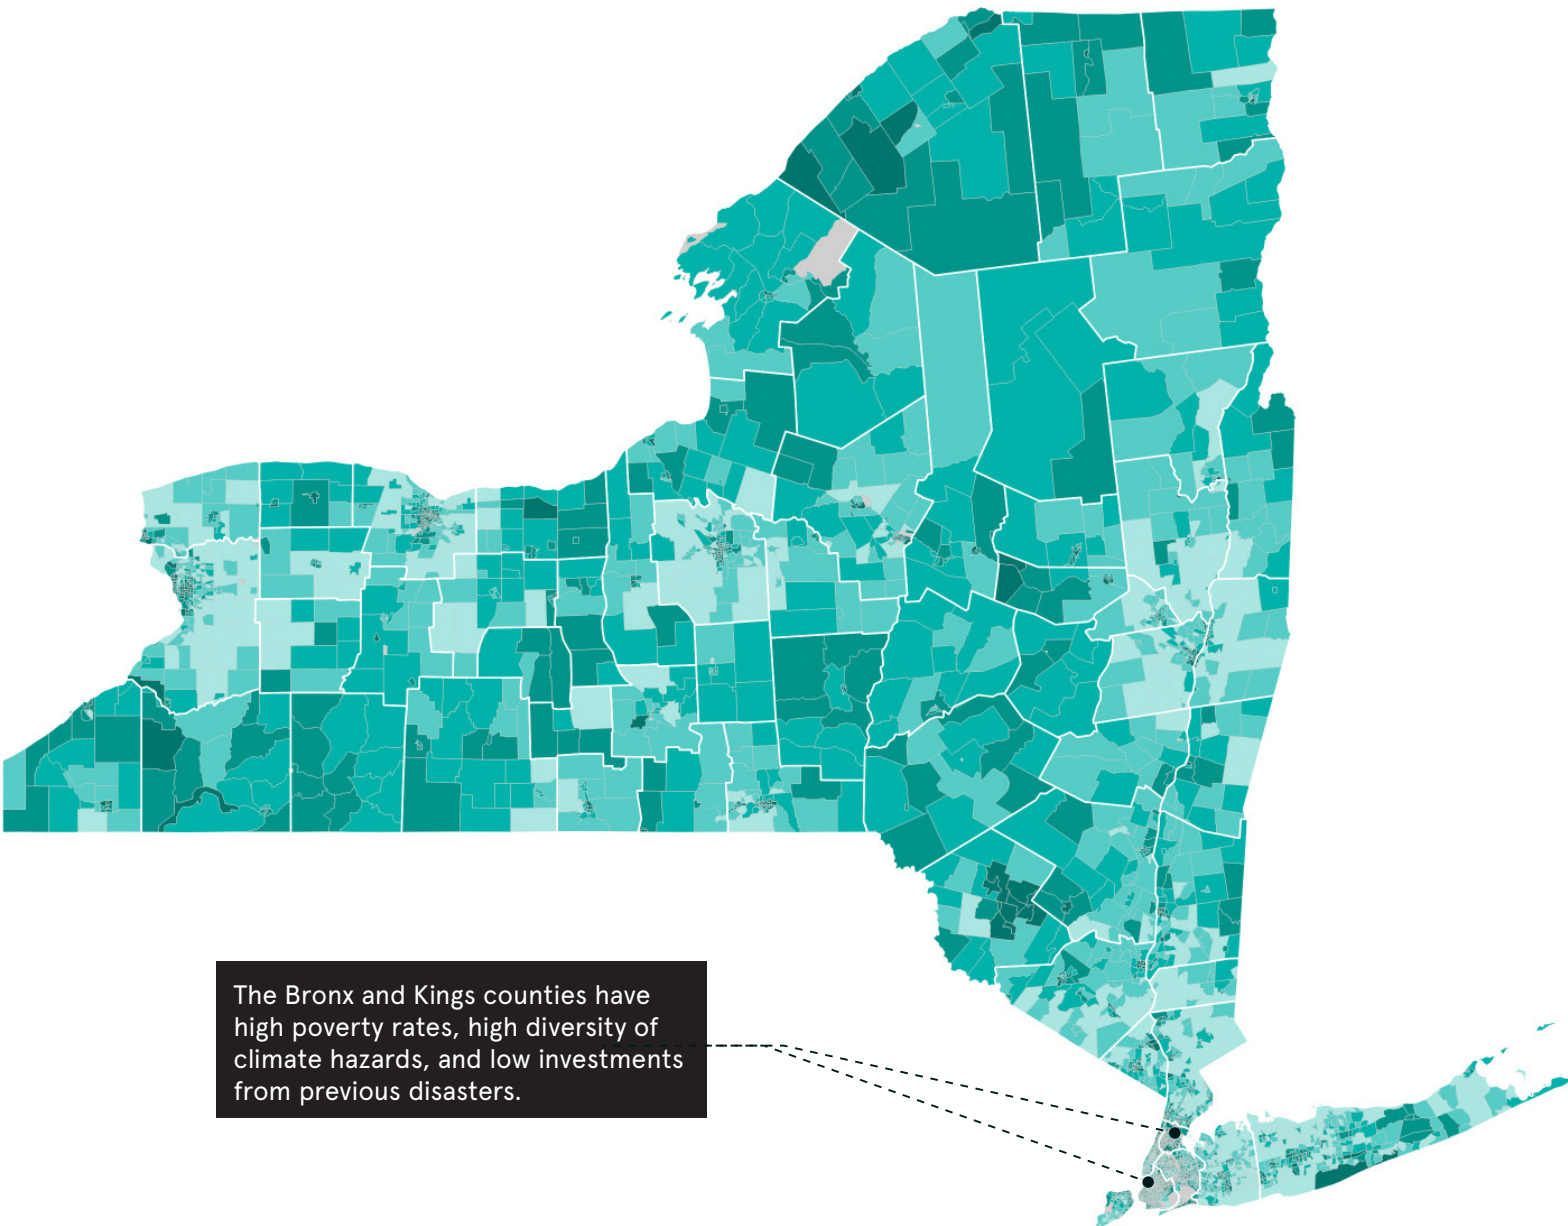 The Bronx and Kings counties have
high poverty rates, high diversity of
climate hazards, and low investments
from previous disasters.